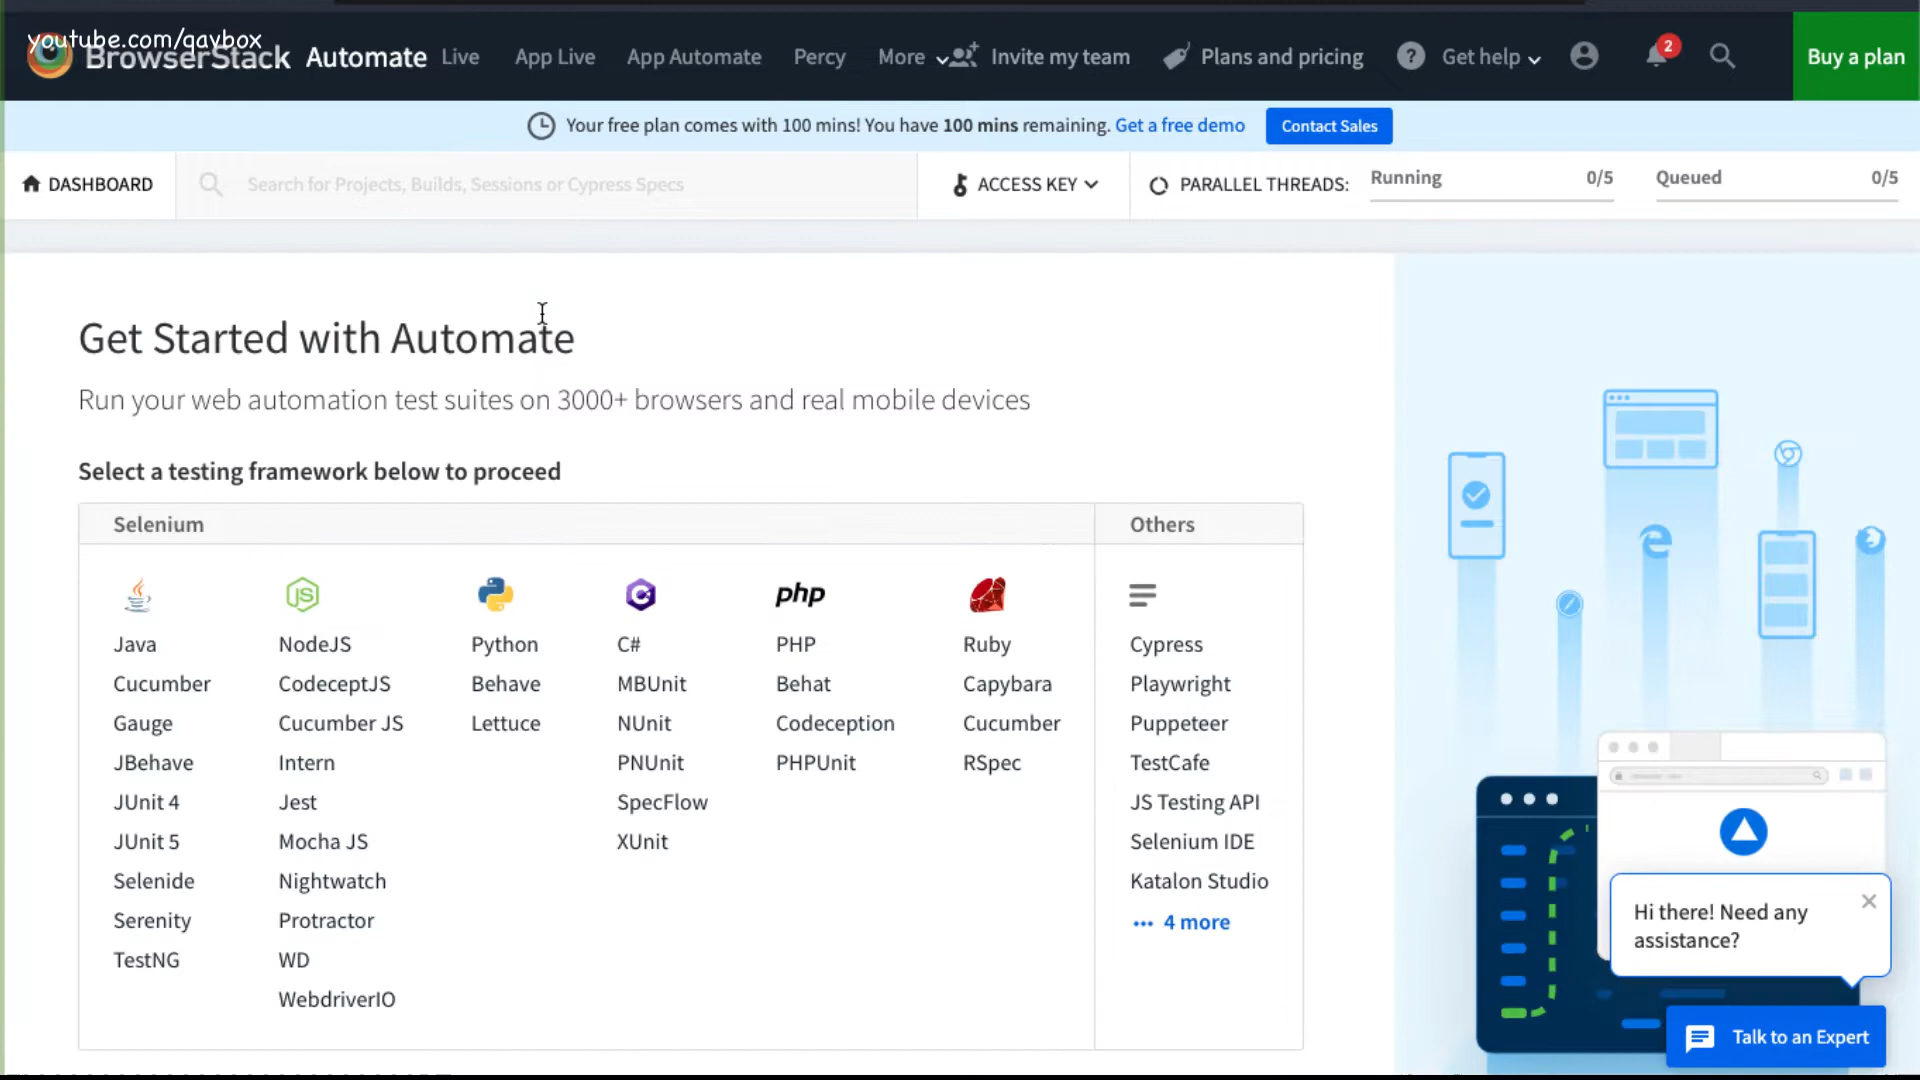 youtube.com/qavbox
BrowserStack Automate Live App Live App Automate Percy More Invite my team Plans and pricing ? Get help 2 Buy a plan
Your free plan comes with 100 mins! You have 100 mins remaining. Get a free demo Contact Sales
DASHBOARD Search for Projects, Builds, Sessions or Cypress Specs ACCESS KEY PARALLEL THREADS: Running 0/5 Queued 0/5
Get Started with Automate
Run your web automation test suites on 3000+ browsers and real mobile devices
Select a testing framework below to proceed
Selenium Others
JS C php
Java NodeJS Python C# PHP Ruby Cypress
Cucumber CodeceptJS Behave MBUnit Behat Capybara Playwright
Gauge Cucumber JS Lettuce NUnit Codeception Cucumber Puppeteer
JBehave Intern PNUnit PHPUnit RSpec TestCafe
JUnit 4 Jest SpecFlow JS Testing API
JUnit 5 Mocha JS XUnit Selenium IDE
Selenide Nightwatch Katalon Studio
Serenity Protractor ••• 4 more
TestNG WD
WebdriverIO
Hi there! Need any
assistance?
Talk to an Expert